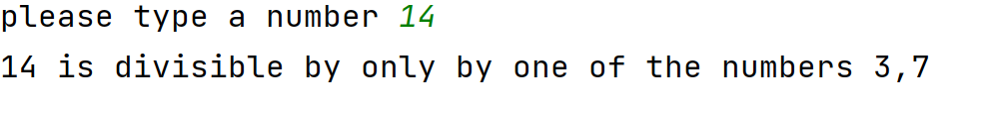 please type a number 14
14 is divisible by only by one of the numbers 3,7